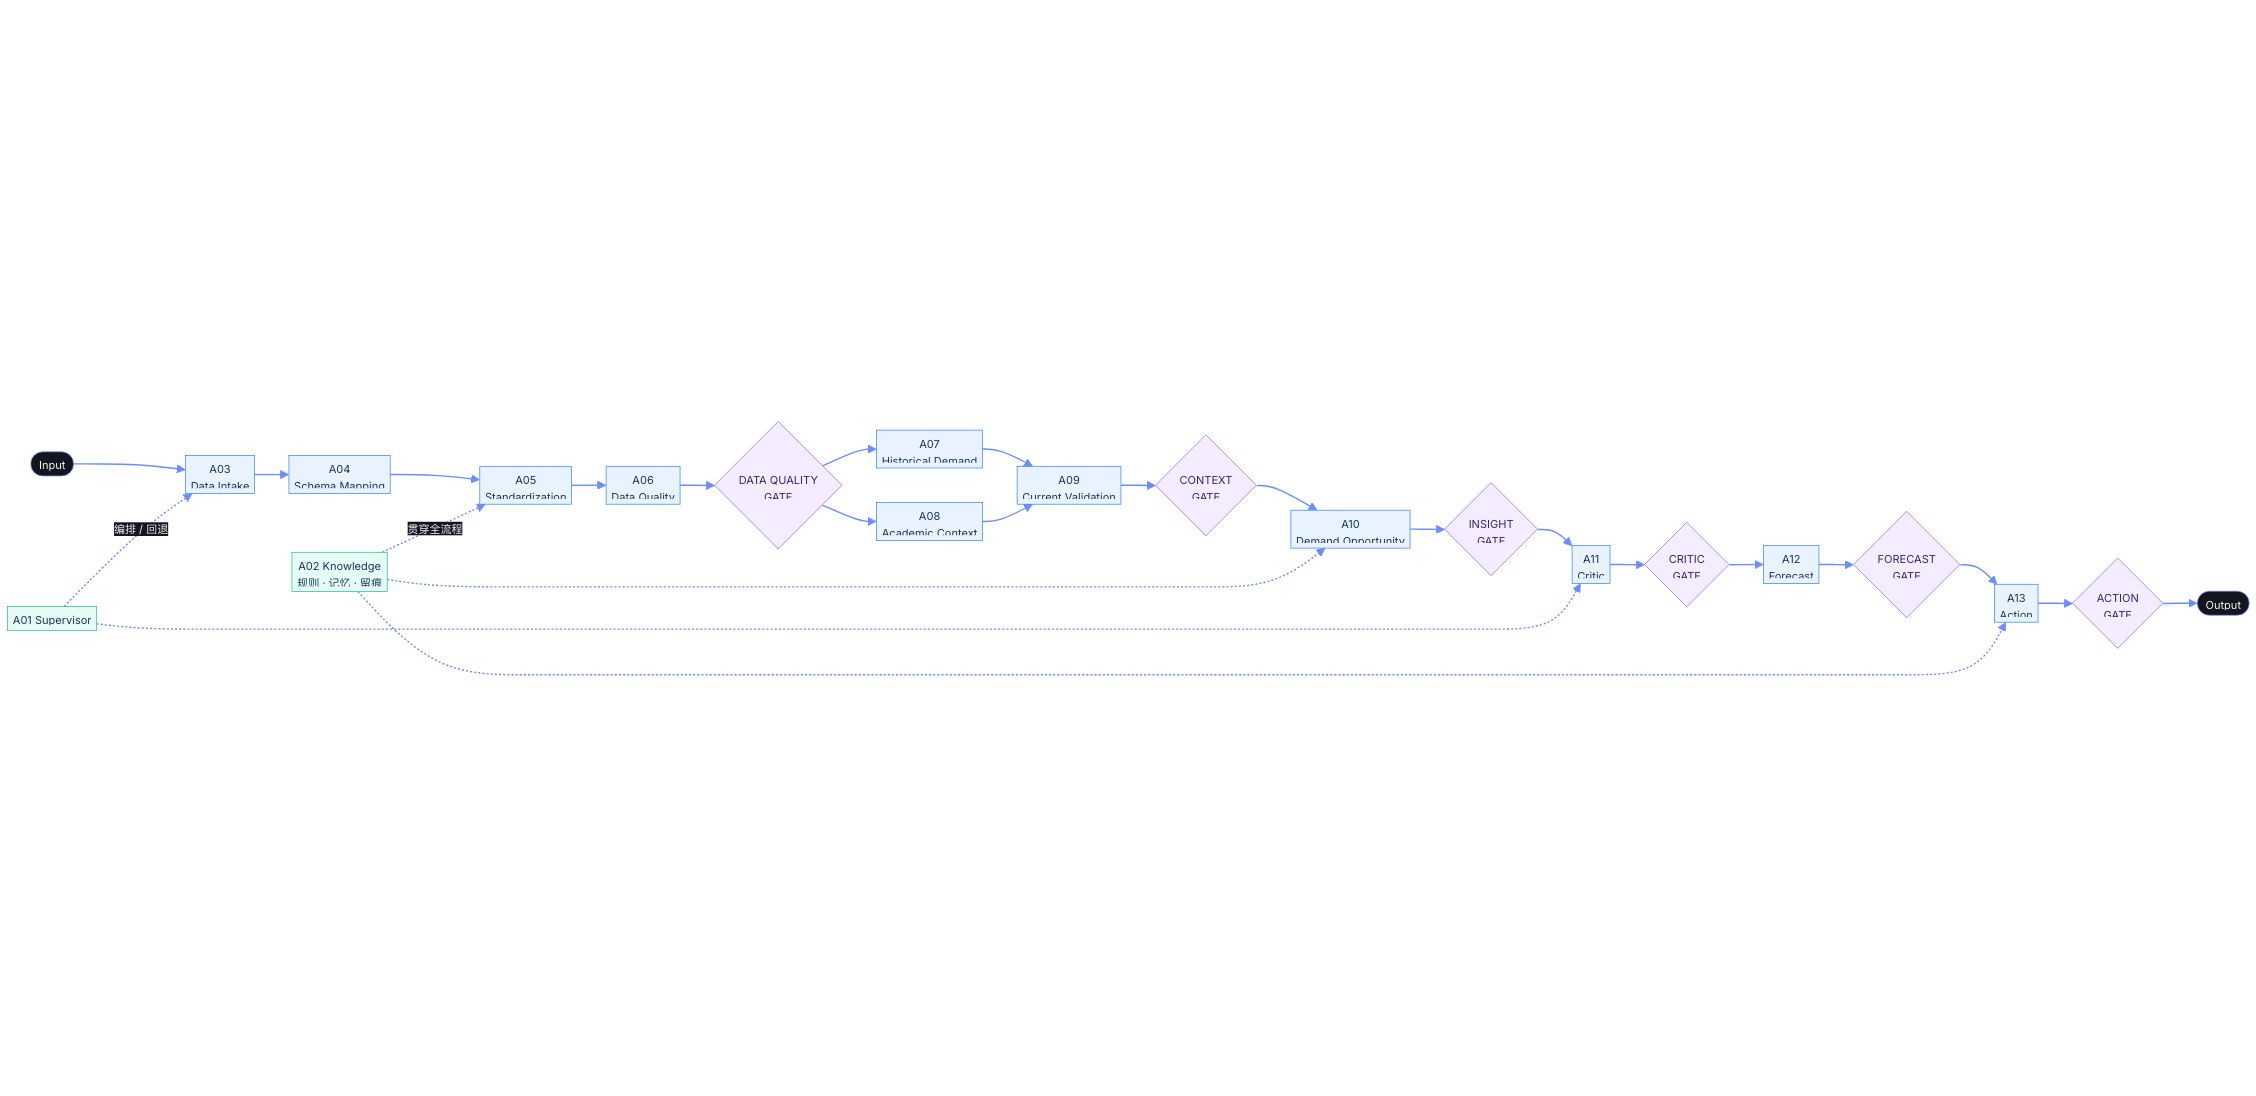 Input
A03
Data Intake
A04
Schema Mapping
A05
Standardization
A06
Data Quality
DATA QUALITY
GATE
A07
Historical Demand
A08
Academic Context
A09
Current Validation
CONTEXT
GATE
A10
Demand Opportunity
INSIGHT
GATE
A11
Critic
CRITIC
GATE
A12
Forecast
FORECAST
GATE
A13
Action
ACTION
GATE
Output
编排 / 回退
贯穿全流程
A02 Knowledge
规则 · 记忆 · 留痕
A01 Supervisor